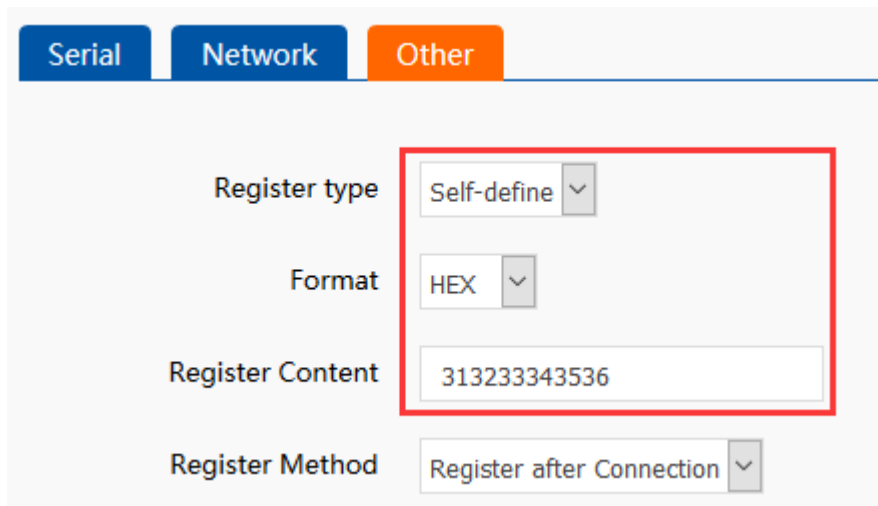 Serial Network Other
Register type Self-define
Format HEX
Register Content 313233343536
Register Method Register after Connection